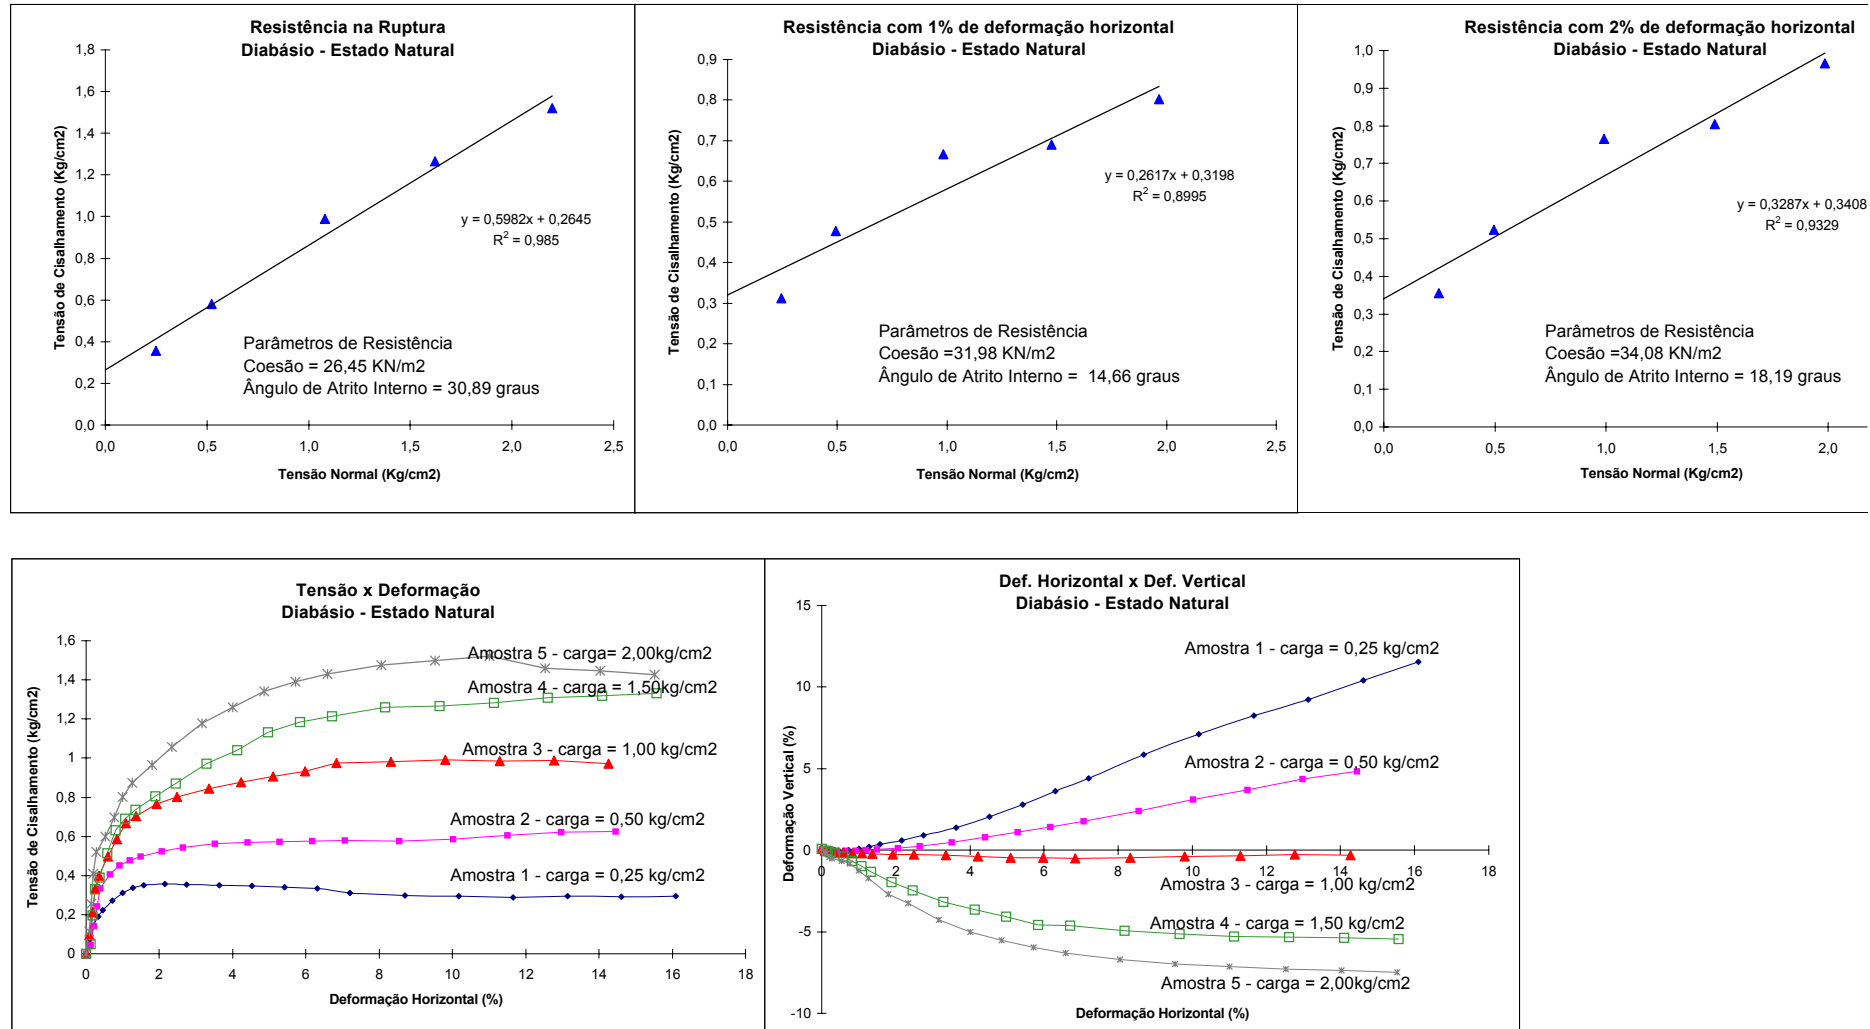 Resistência na Ruptura
Diabásio - Estado Natural
1,8
1,6
1,4
1,2
1,0
0,8
0,6
0,4
0,2
0,0
Tensão de Cisalhamento (Kg/cm2)
y = 0,5982x + 0,2645
R2 = 0,985
Parâmetros de Resistência
Coesão = 26,45 KN/m2
Ângulo de Atrito Interno = 30,89 graus
0,0 0,5 1,0 1,5 2,0 2,5
Tensão Normal (Kg/cm2)
Resistência com 1% de deformação horizontal
Diabásio - Estado Natural
0,9
0,8
0,7
0,6
0,5
0,4
0,3
0,2
0,1
0,0
Tensão de Cisalhamento (Kg/cm2)
y = 0,2617x + 0,3198
R2 = 0,8995
Parâmetros de Resistência
Coesão =31,98 KN/m2
Ângulo de Atrito Interno = 14,66 graus
0,0 0,5 1,0 1,5 2,0 2,5
Tensão Normal (Kg/cm2)
Resistência com 2% de deformação horizontal
Diabásio - Estado Natural
1,0
0,9
0,8
0,7
0,6
0,5
0,4
0,3
0,2
0,1
0,0
Tensão de Cisalhamento (Kg/cm2)
y = 0,3287x + 0,3408
R2 = 0,9329
Parâmetros de Resistência
Coesão =34,08 KN/m2
Ângulo de Atrito Interno = 18,19 graus
0,0 0,5 1,0 1,5 2,0
Tensão Normal (Kg/cm2)
Tensão x Deformação
Diabásio - Estado Natural
1,6
1,4
1,2
1
0,8
0,6
0,4
0,2
0
Tensão de Cisalhamento (kg/cm2)
Amostra 5 - carga= 2,00kg/cm2
Amostra 4 - carga = 1,50kg/cm2
Amostra 3 - carga = 1,00 kg/cm2
Amostra 2 - carga = 0,50 kg/cm2
Amostra 1 - carga = 0,25 kg/cm2
0 2 4 6 8 10 12 14 16 18
Deformação Horizontal (%)
Def. Horizontal x Def. Vertical
Diabásio - Estado Natural
15
10
5
0
-5
-10
Deformação Vertical (%)
Amostra 1 - carga = 0,25 kg/cm2
Amostra 2 - carga = 0,50 kg/cm2
0 2 4 6 8 10 12 14 16 18
Amostra 3 - carga = 1,00 kg/cm2
Amostra 4 - carga = 1,50 kg/cm2
Amostra 5 - carga = 2,00kg/cm2
Deformação Horizontal (%)